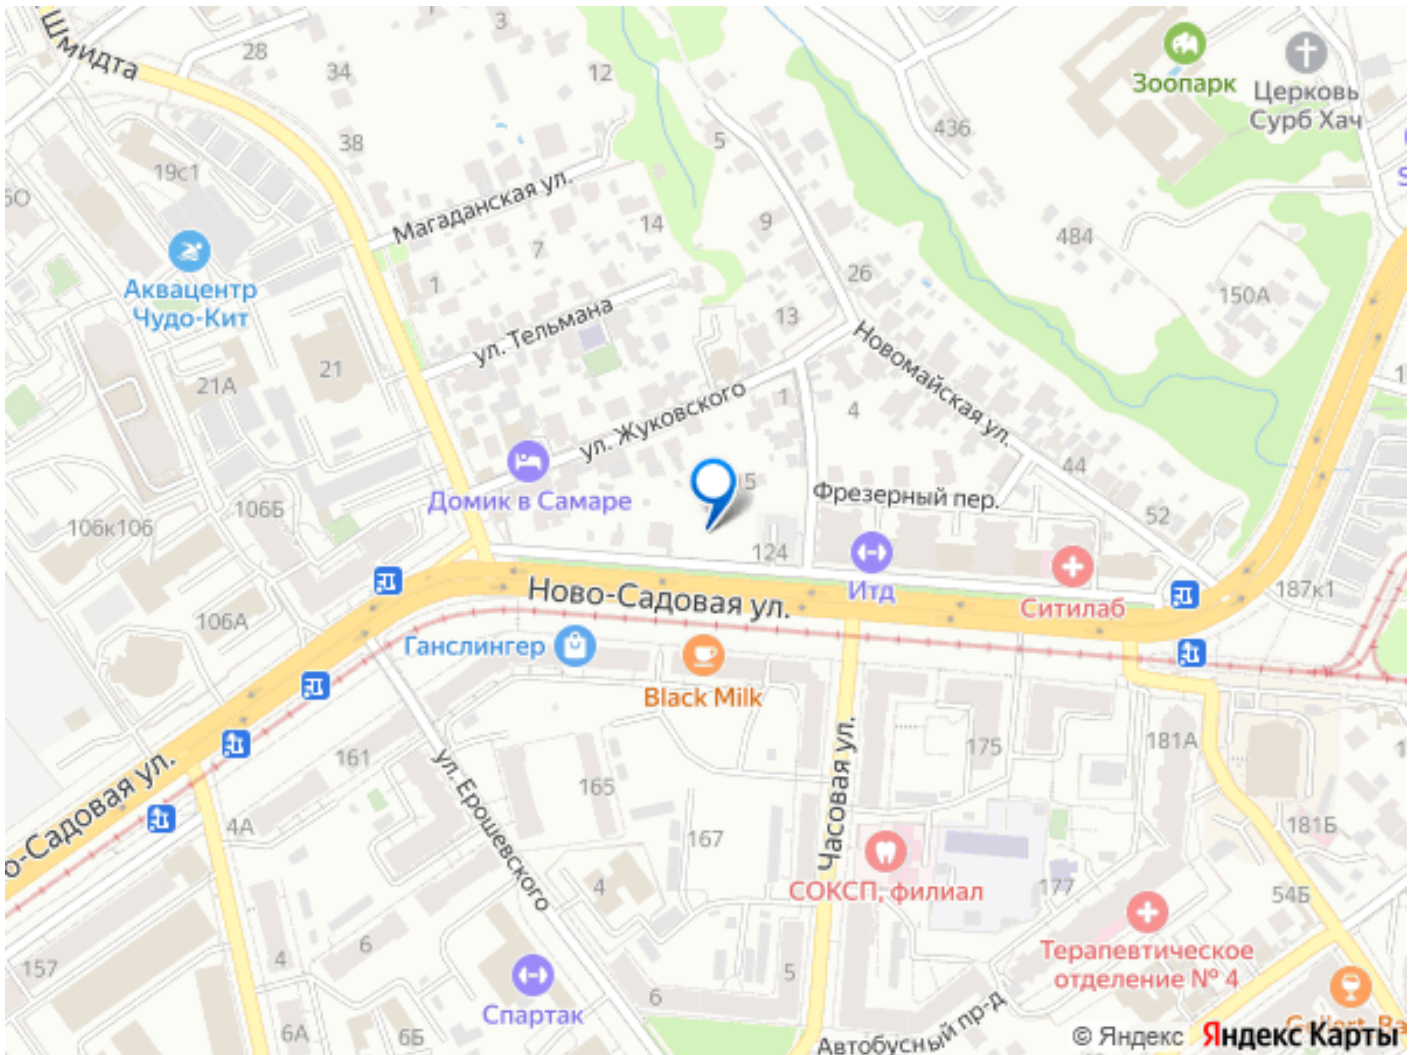 Шмидта
28
34
12
38
5
436
Зоопарк
Церковь
Сурб Хач
19с1
Магаданская ул.
14
9
7
1
484
26
150А
Аквацентр
Чудо-Кит
ул. Тельмана
13
Новомайская ул.
21
21А
ул. Жуковского
1
4
Домик в Самаре
44
5
Фрезерный пер.
52
106Б
106к106
124
Итд
Ситилаб
187к1
Ново-Садовая ул.
106А
Ганслингер
Black Milk
161
ул. Ерошевского
165
167
Часовая ул.
175
181А
4А
о-Садовая ул.
181Б
СОКСП, филиал
177
54Б
4
6
4
157
Терапевтическое
отделение № 4
Спартак
5
6
6А
6Б
Автобусный пр-д
© Яндекс
Яндекс Карты